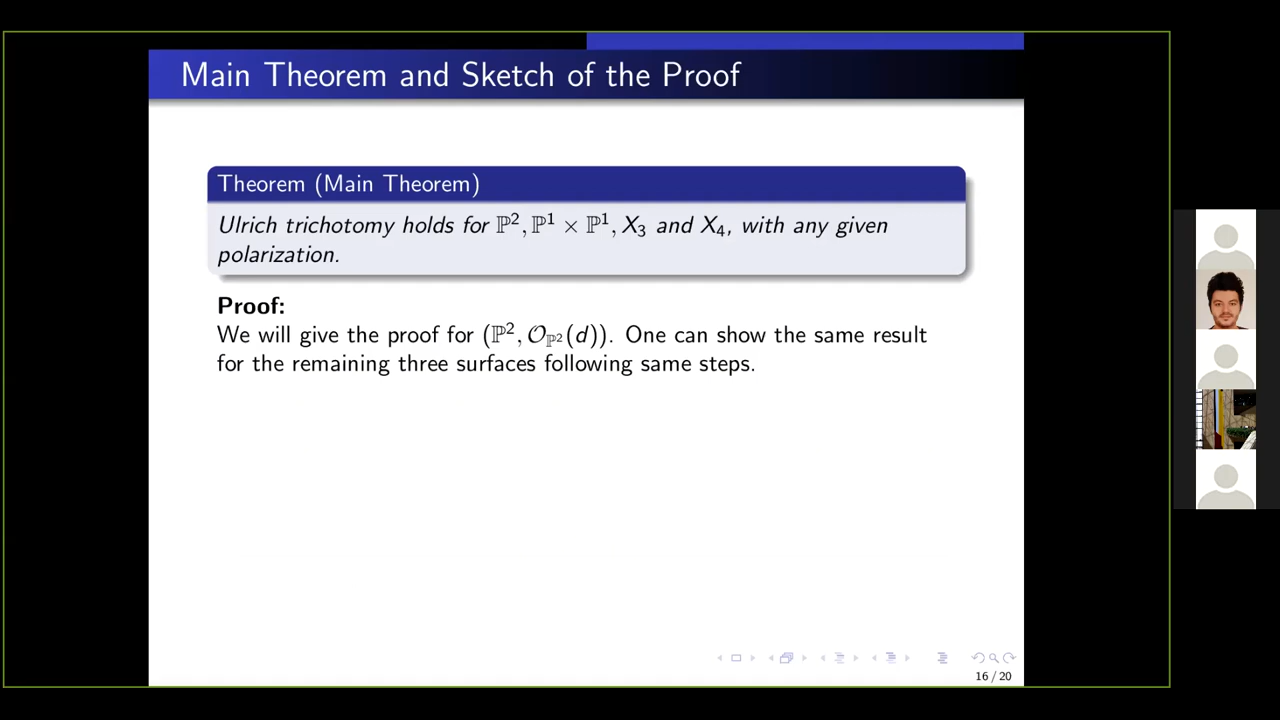 Main Theorem and Sketch of the Proof
Theorem (Main Theorem)
Ulrich trichotomy holds for ℙ², ℙ¹ × ℙ¹, X₃ and X₄, with any given
polarization.
Proof:
We will give the proof for (ℙ², 𝒪_ℙ²(d)). One can show the same result
for the remaining three surfaces following same steps.
16 / 20